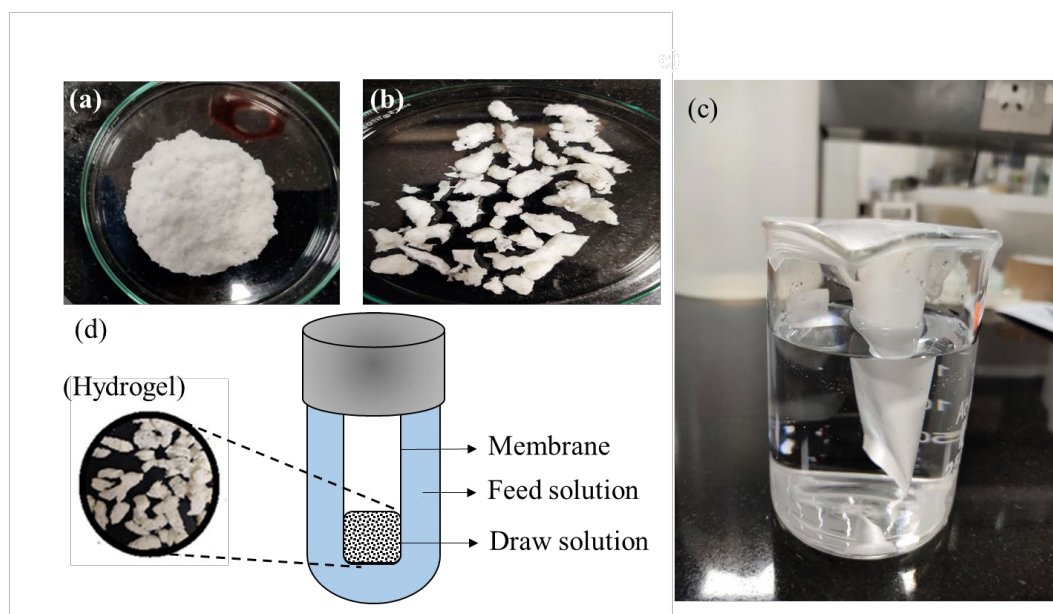 (a)
(b)
(c)
(d)
(Hydrogel)
Membrane
Feed solution
Draw solution